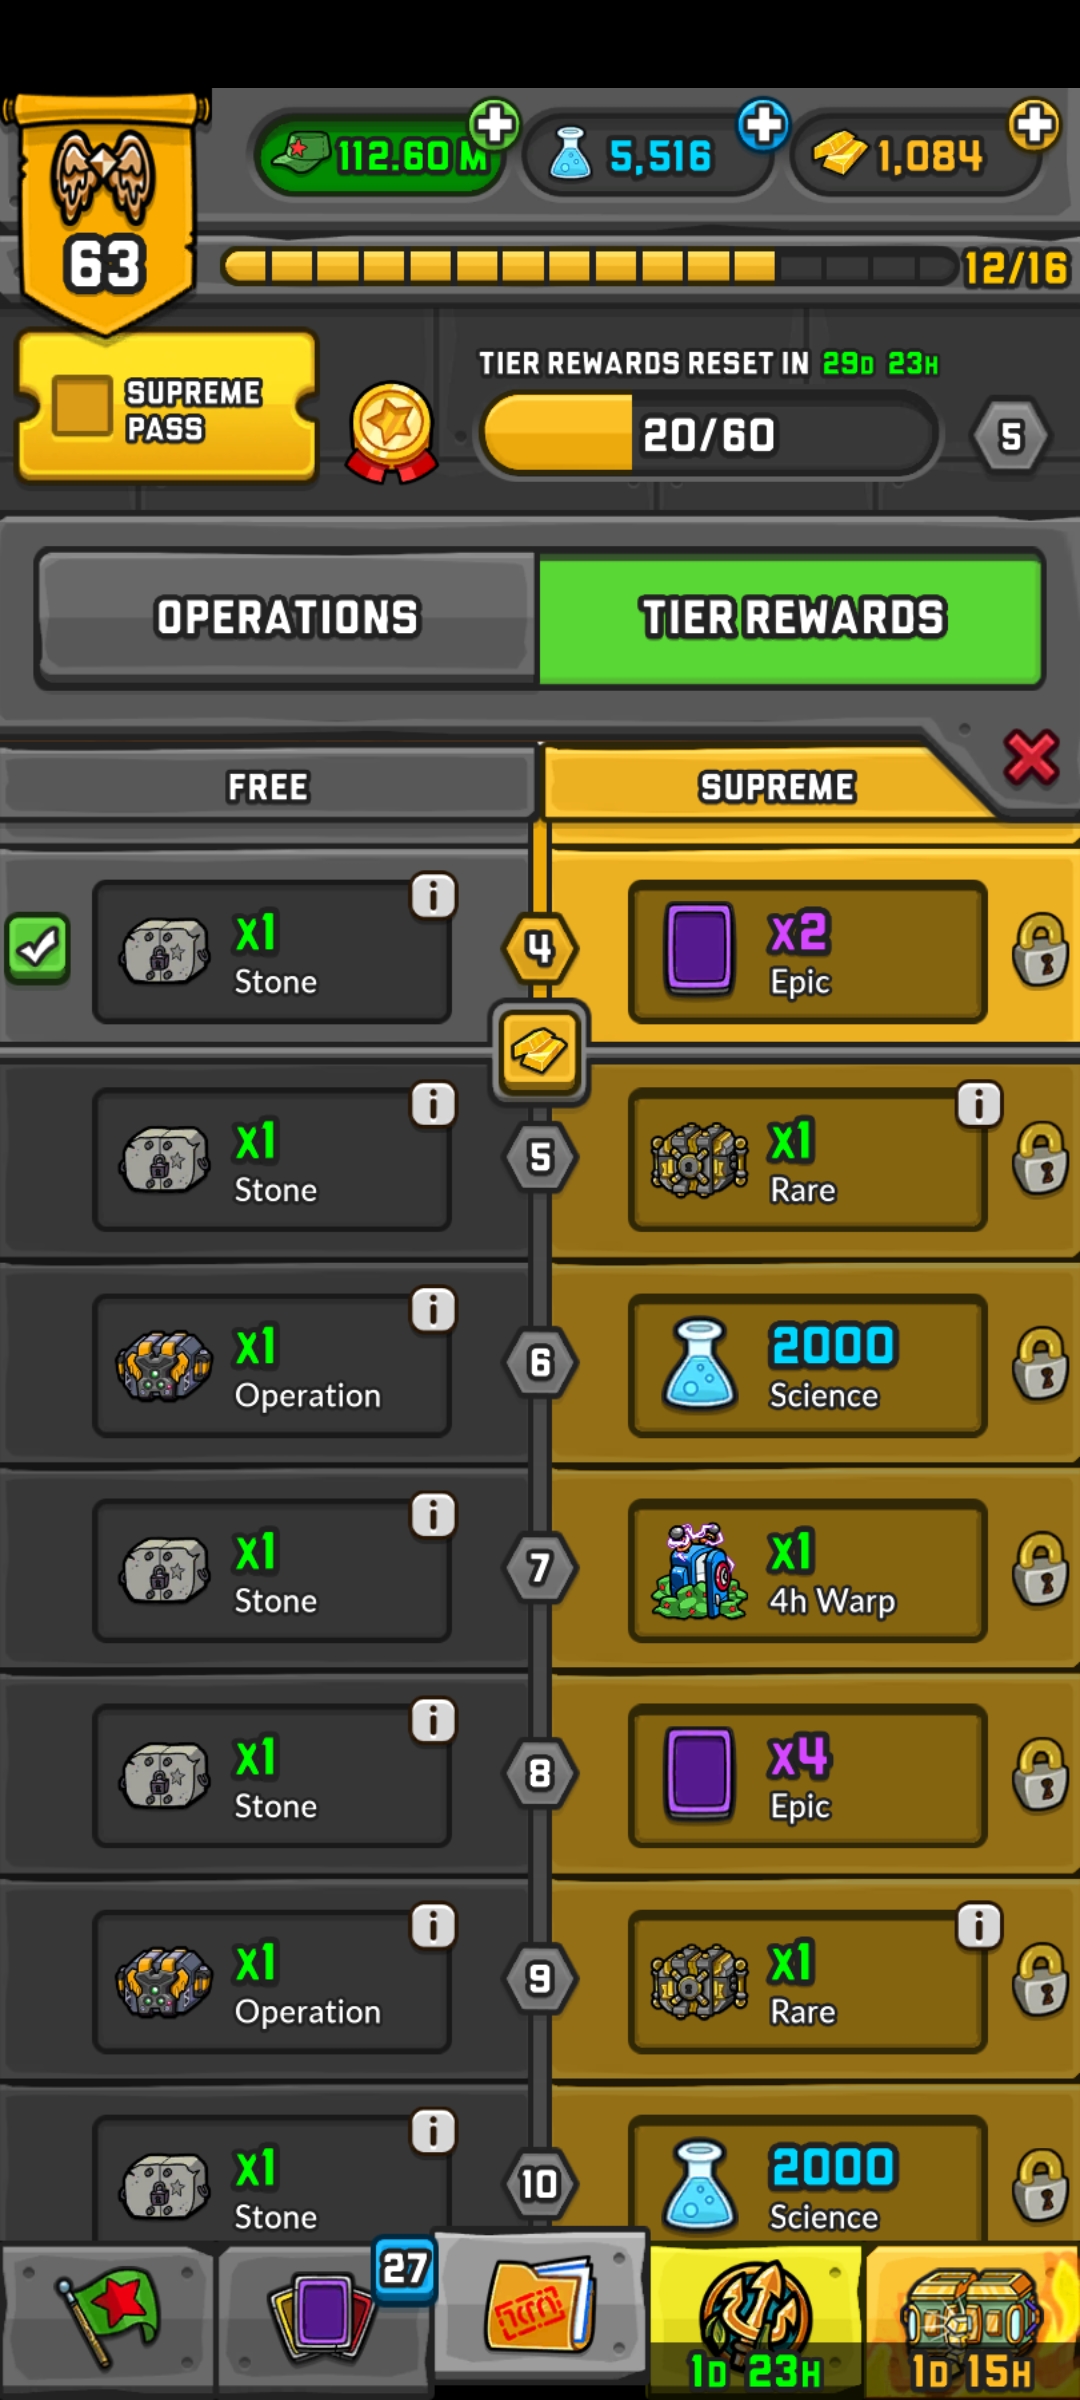 112.60 M
5,516
1,084
63
12/16
SUPREME
PASS
TIER REWARDS RESET IN 29D 23H
20/60
5
OPERATIONS
TIER REWARDS
FREE
SUPREME
X1
Stone
4
X2
Epic
X1
Stone
5
X1
Rare
X1
Operation
6
2000
Science
X1
Stone
7
X1
4h Warp
X1
Stone
8
X4
Epic
X1
Operation
9
X1
Rare
X1
Stone
10
2000
Science
27
1D 23H
1D 15H